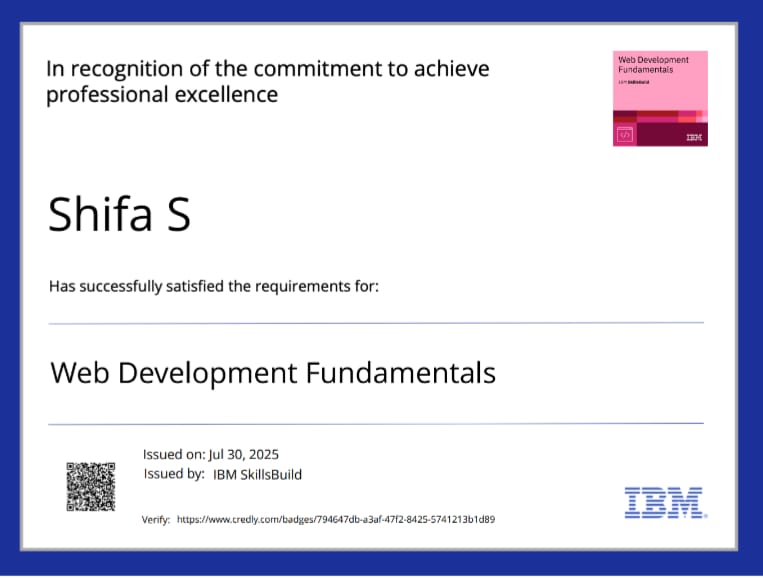 In recognition of the commitment to achieve
professional excellence
Web Development
Fundamentals
IBM SkillsBuild
</>
IBM
Shifa S
Has successfully satisfied the requirements for:
Web Development Fundamentals
Issued on: Jul 30, 2025
Issued by: IBM SkillsBuild
Verify: https://www.credly.com/badges/794647db-a3af-47f2-8425-5741213b1d89
IBM.